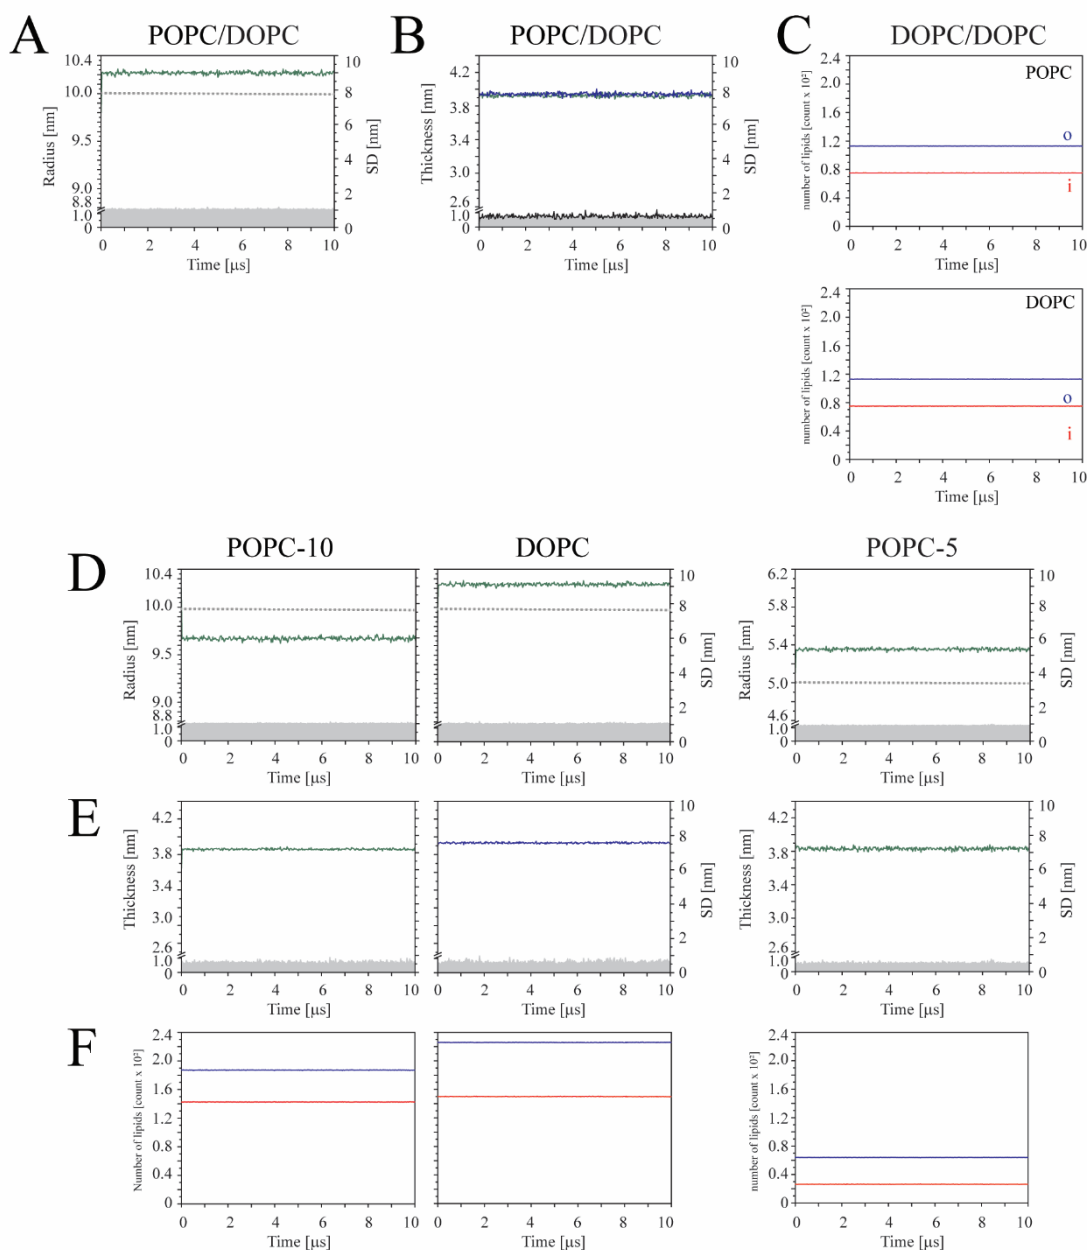 A
POPC/DOPC
10.4
10.0
9.5
9.0
8.8
1.0
0
Radius [nm]
10
8
6
4
2
0
SD [nm]
0 2 4 6 8 10
Time [µs]
B
POPC/DOPC
4.2
3.8
3.4
3.0
2.6
1.0
0
Thickness [nm]
10
8
6
4
2
0
SD [nm]
0 2 4 6 8 10
Time [µs]
C
DOPC/DOPC
2.4
2.0
1.6
1.2
0.8
0.4
0
number of lipids [count x 10²]
POPC
o
i
0 2 4 6 8 10
Time [µs]
2.4
2.0
1.6
1.2
0.8
0.4
0
number of lipids [count x 10²]
DOPC
o
i
0 2 4 6 8 10
Time [µs]
D
POPC-10
DOPC
POPC-5
10.4
10.0
9.5
9.0
8.8
1.0
0
Radius [nm]
0 2 4 6 8 10
Time [µs]
10
8
6
4
2
0
SD [nm]
0 2 4 6 8 10
Time [µs]
6.2
5.8
5.4
5.0
4.6
1.0
0
Radius [nm]
10
8
6
4
2
0
SD [nm]
0 2 4 6 8 10
Time [µs]
E
4.2
3.8
3.4
3.0
2.6
1.0
0
Thickness [nm]
0 2 4 6 8 10
Time [µs]
10
8
6
4
2
0
SD [nm]
0 2 4 6 8 10
Time [µs]
4.2
3.8
3.4
3.0
2.6
1.0
0
Thickness [nm]
10
8
6
4
2
0
SD [nm]
0 2 4 6 8 10
Time [µs]
F
2.4
2.0
1.6
1.2
0.8
0.4
0
Number of lipids [count x 10²]
0 2 4 6 8 10
Time [µs]
0 2 4 6 8 10
Time [µs]
2.4
2.0
1.6
1.2
0.8
0.4
0
number of lipids [count x 10²]
0 2 4 6 8 10
Time [µs]